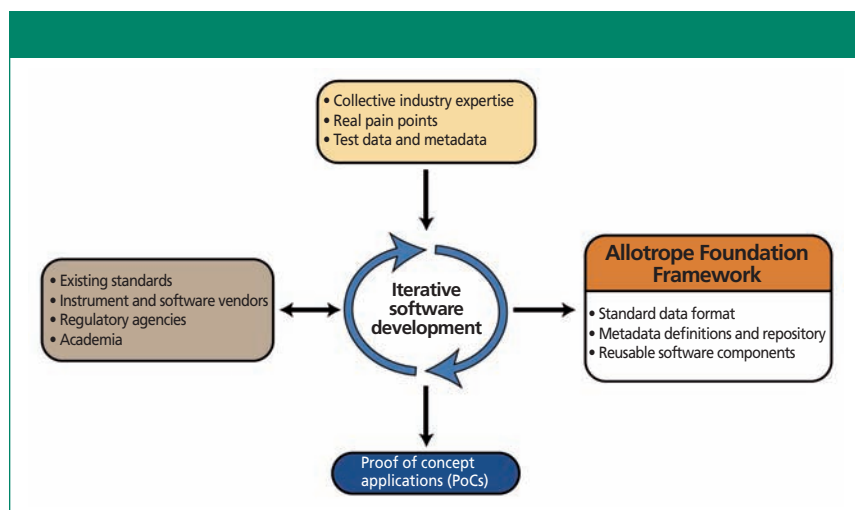 • Collective industry expertise
• Real pain points
• Test data and metadata
• Existing standards
• Instrument and software vendors
• Regulatory agencies
• Academia
Iterative
software
development
Allotrope Foundation
Framework
• Standard data format
• Metadata definitions and repository
• Reusable software components
Proof of concept
applications (PoCs)